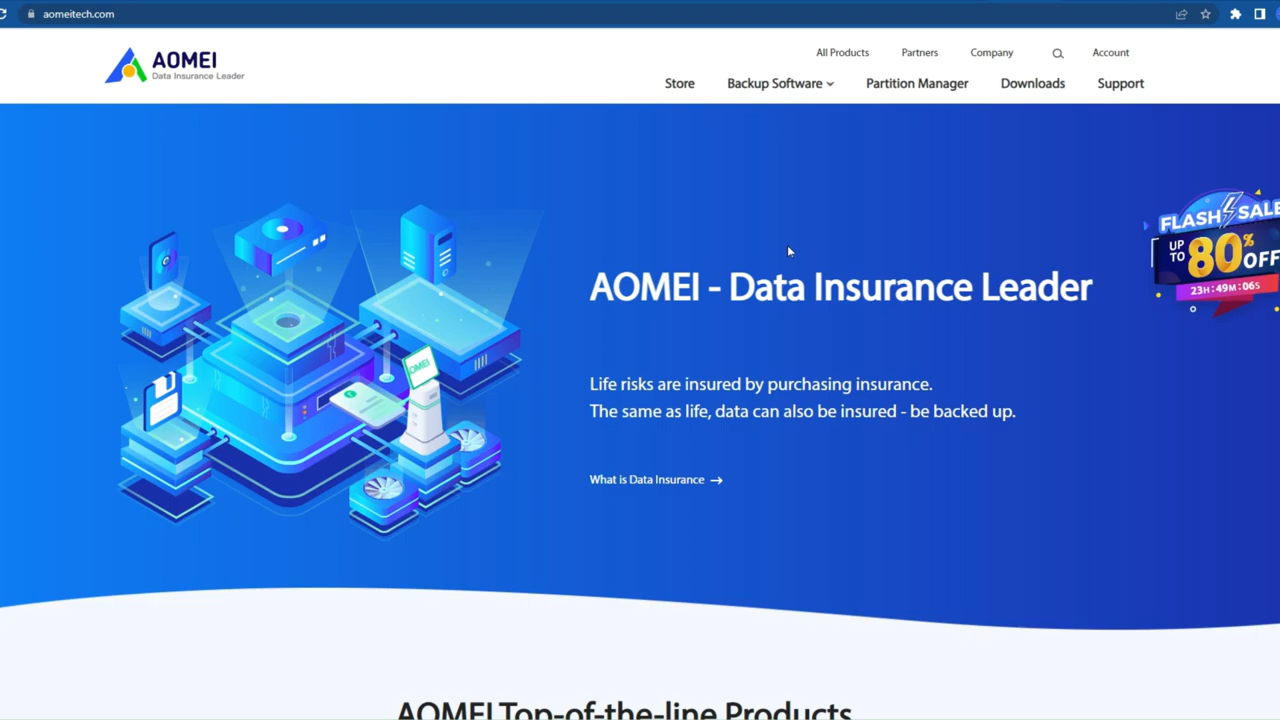 aomeitech.com
AOMEI
Data Insurance Leader
All Products
Partners
Company
Account
Store
Backup Software
Partition Manager
Downloads
Support
FLASH SALE
UP TO 80% OFF
23H:49M:06S
AOMEI
AOMEI - Data Insurance Leader
Life risks are insured by purchasing insurance.
The same as life, data can also be insured - be backed up.
What is Data Insurance →
AOMEI Top-of-the-line Products